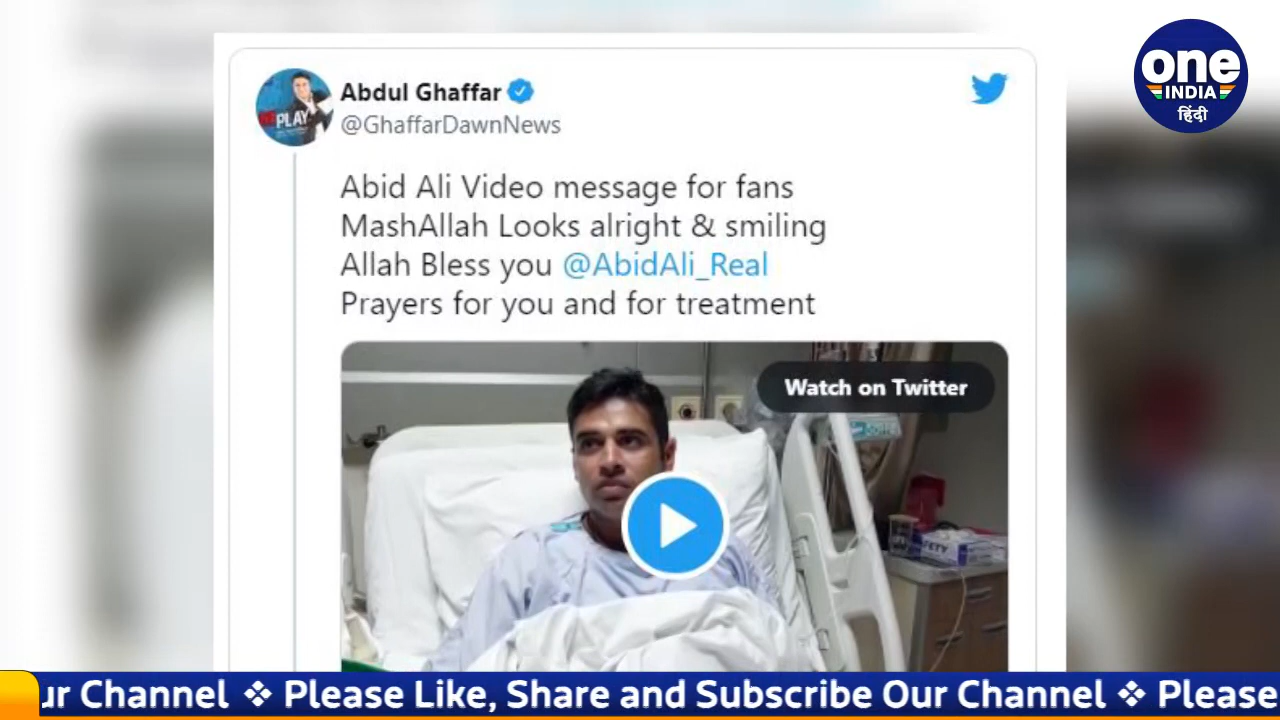 one
INDIA
हिंदी
PLAY
Abdul Ghaffar
@GhaffarDawnNews
Abid Ali Video message for fans
MashAllah Looks alright & smiling
Allah Bless you @AbidAli_Real
Prayers for you and for treatment
Watch on Twitter
ur Channel ❖ Please Like, Share and Subscribe Our Channel ❖ Please